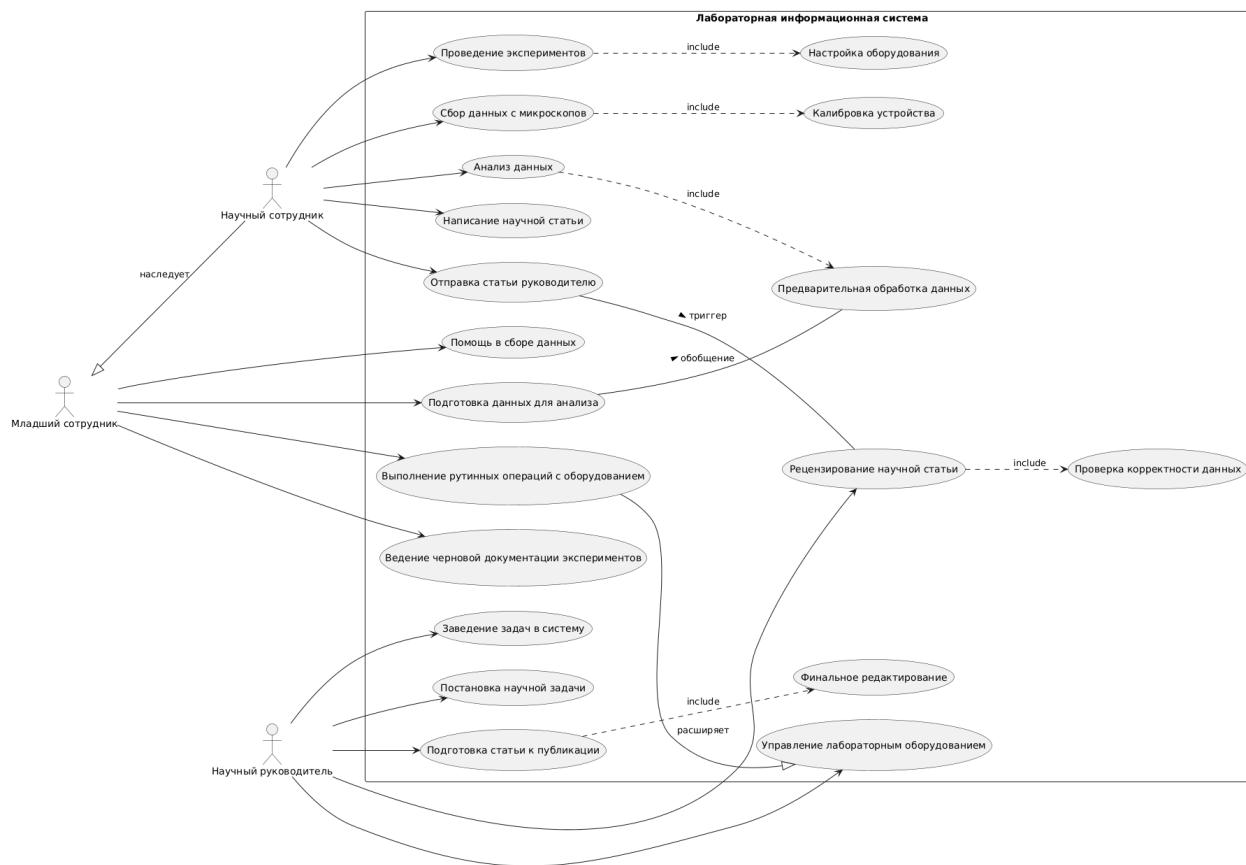 Лабораторная информационная система
Проведение экспериментов
include
Настройка оборудования
Сбор данных с микроскопов
include
Калибровка устройства
Анализ данных
include
Научный сотрудник
Написание научной статьи
наследует
Отправка статьи руководителю
Предварительная обработка данных
триггер
Помощь в сборе данных
обобщение
Младший сотрудник
Подготовка данных для анализа
Выполнение рутинных операций с оборудованием
Рецензирование научной статьи
include
Проверка корректности данных
Ведение черновой документации экспериментов
Заведение задач в систему
Постановка научной задачи
Финальное редактирование
include
расширяет
Научный руководитель
Подготовка статьи к публикации
Управление лабораторным оборудованием